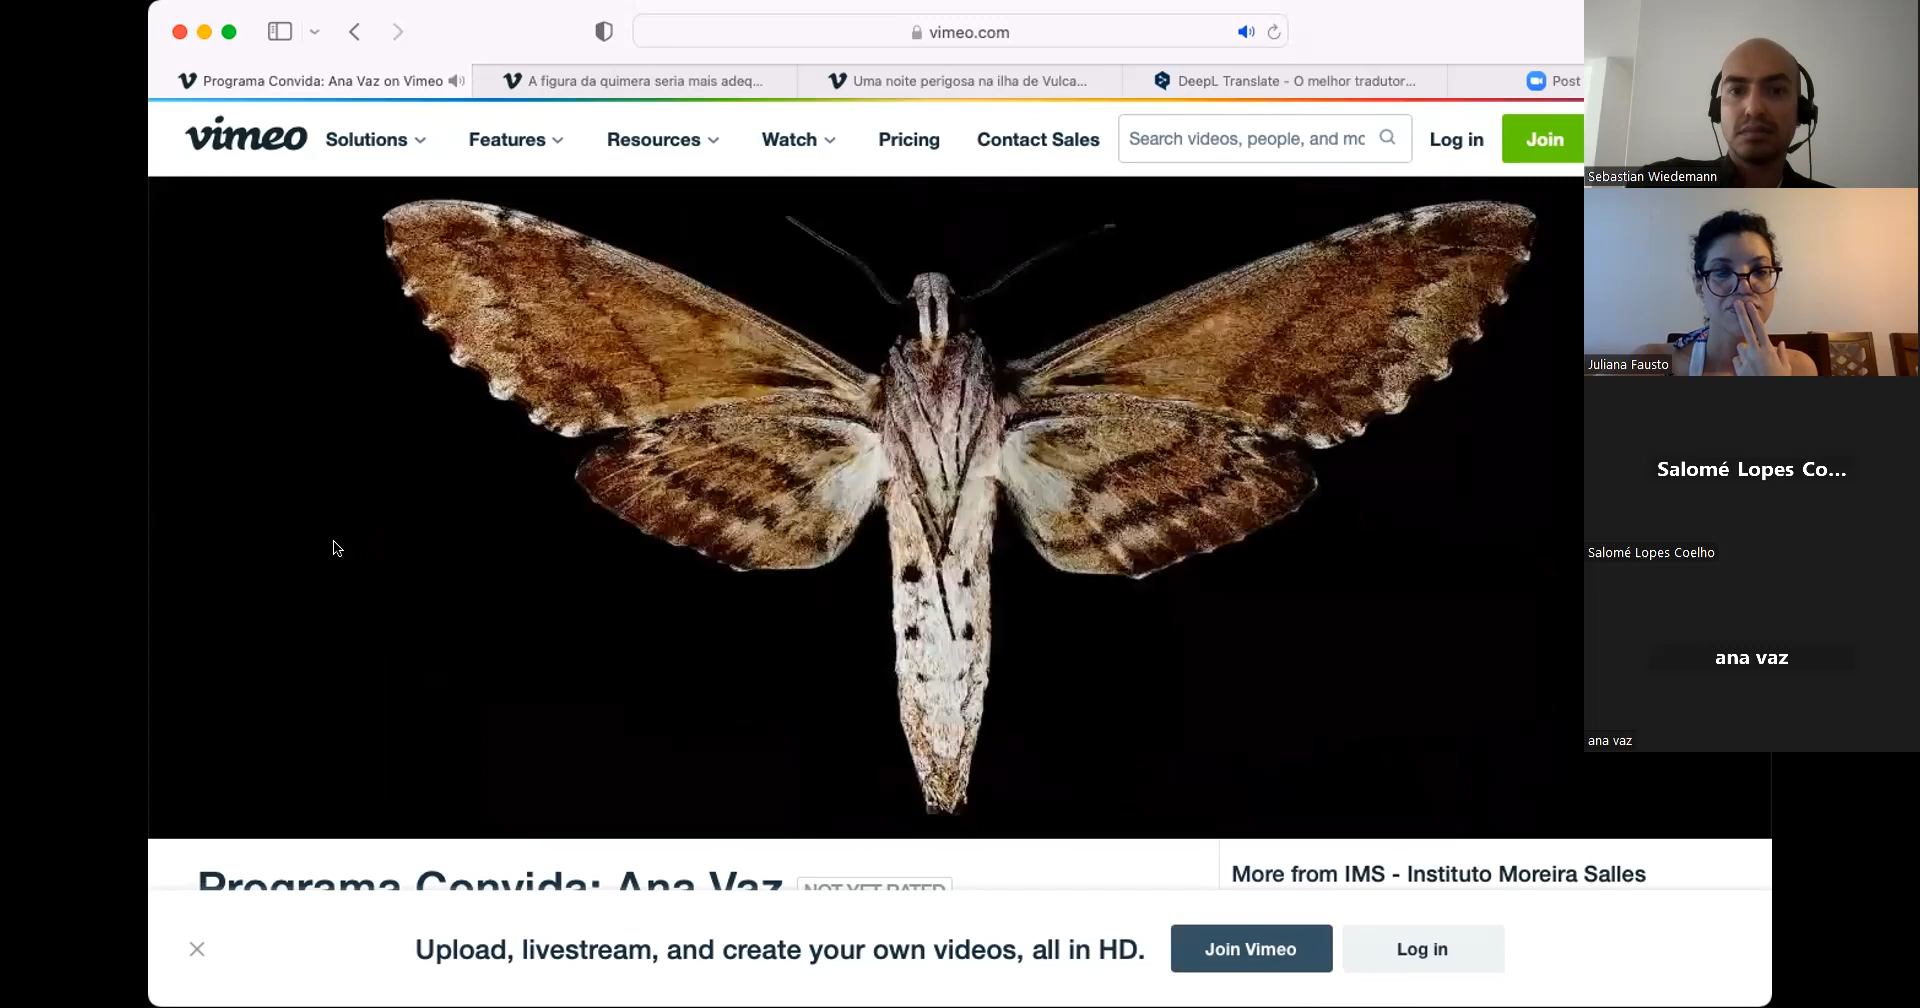 vimeo.com
Programa Convida: Ana Vaz on Vimeo
A figura da quimera seria mais adeq...
Uma noite perigosa na ilha de Vulca...
DeepL Translate - O melhor tradutor...
Post
vimeo
Solutions
Features
Resources
Watch
Pricing
Contact Sales
Search videos, people, and mc
Log in
Join
Sebastian Wiedemann
Juliana Fausto
Salomé Lopes Co...
Salomé Lopes Coelho
ana vaz
ana vaz
Programa Convida: Ana Vaz NOT YET RATED
More from IMS - Instituto Moreira Salles
Upload, livestream, and create your own videos, all in HD.
Join Vimeo
Log in